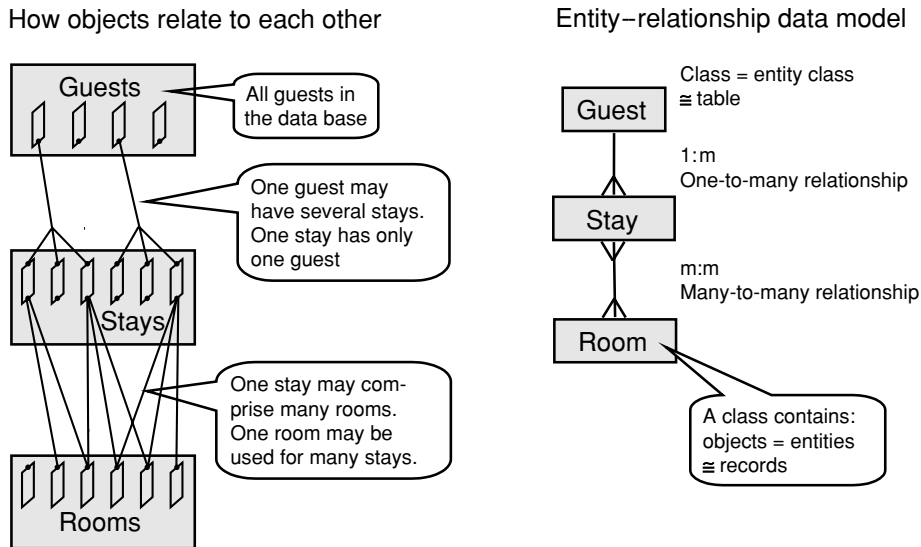 How objects relate to each other
Guests
All guests in
the data base
One guest may
have several stays.
One stay has only
one guest
Stays
One stay may com-
prise many rooms.
One room may be
used for many stays.
Rooms
Entity–relationship data model
Class = entity class
≅ table
Guest
1:m
One-to-many relationship
Stay
m:m
Many-to-many relationship
Room
A class contains:
objects = entities
≅ records